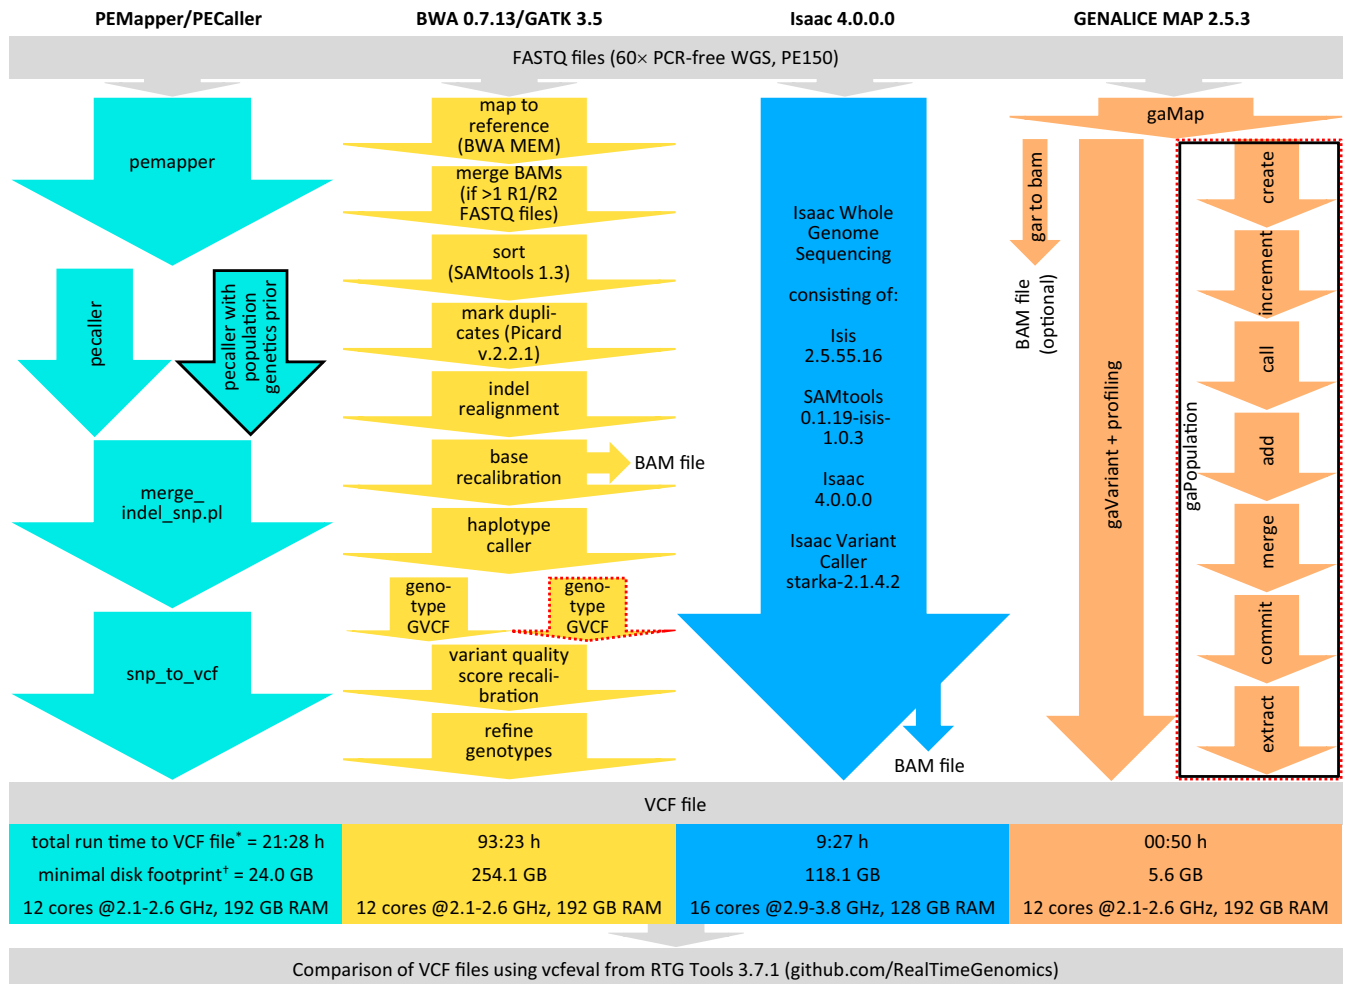 PEMapper/PECaller
BWA 0.7.13/GATK 3.5
Isaac 4.0.0.0
GENALICE MAP 2.5.3
FASTQ files (60× PCR-free WGS, PE150)
pemapper
pecaller
pecaller with
population
genetics prior
merge_
indel_snp.pl
snp_to_vcf
map to
reference
(BWA MEM)
merge BAMs
(if >1 R1/R2
FASTQ files)
sort
(SAMtools 1.3)
mark dupli-
cates (Picard
v.2.2.1)
indel
realignment
base
recalibration
BAM file
haplotype
caller
geno-
type
GVCF
geno-
type
GVCF
variant quality
score recali-
bration
refine
genotypes
Isaac Whole
Genome
Sequencing
consisting of:
Isis
2.5.55.16
SAMtools
0.1.19-isis-
1.0.3
Isaac
4.0.0.0
Isaac Variant
Caller
starka-2.1.4.2
BAM file
gaMap
gar to bam
BAM file
(optional)
gaVariant + profiling
gaPopulation
create
increment
call
add
merge
commit
extract
VCF file
total run time to VCF file* = 21:28 h
minimal disk footprint† = 24.0 GB
12 cores @2.1-2.6 GHz, 192 GB RAM
93:23 h
254.1 GB
12 cores @2.1-2.6 GHz, 192 GB RAM
9:27 h
118.1 GB
16 cores @2.9-3.8 GHz, 128 GB RAM
00:50 h
5.6 GB
12 cores @2.1-2.6 GHz, 192 GB RAM
Comparison of VCF files using vcfeval from RTG Tools 3.7.1 (github.com/RealTimeGenomics)